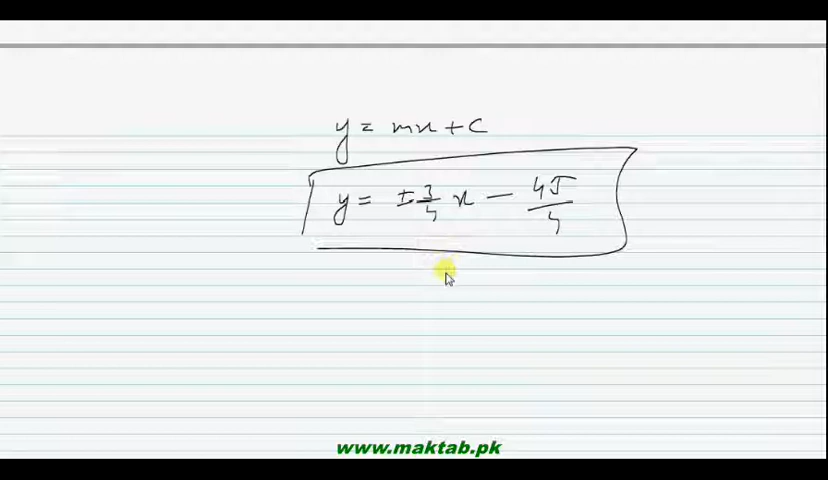 y = mx + c
y = ± 3/4 x − 45/4
www.maktab.pk